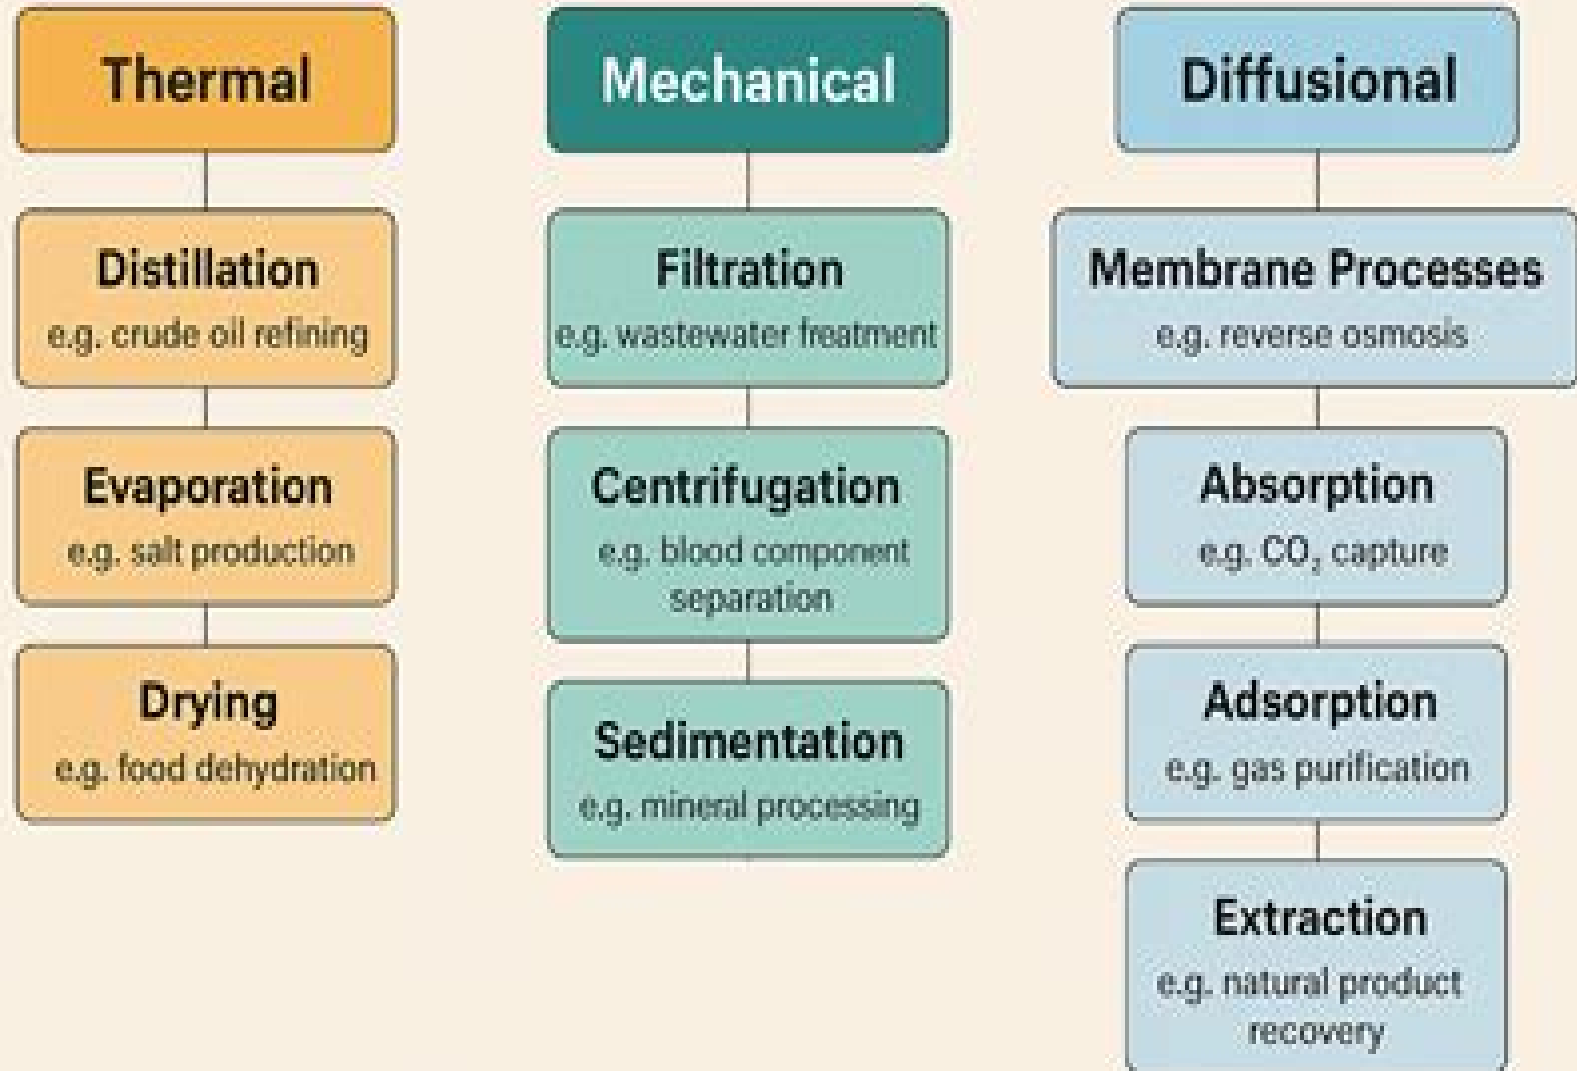 Thermal
Distillation
e.g. crude oil refining
Evaporation
e.g. salt production
Drying
e.g. food dehydration
Mechanical
Filtration
e.g. wastewater freatment
Centrifugation
e.g. blood component
separation
Sedimentation
e.g. mineral processing
Diffusional
Membrane Processes
e.g. reverse osmosis
Absorption
e.g. CO₂ capture
Adsorption
e.g. gas purification
Extraction
e.g. natural product
recovery